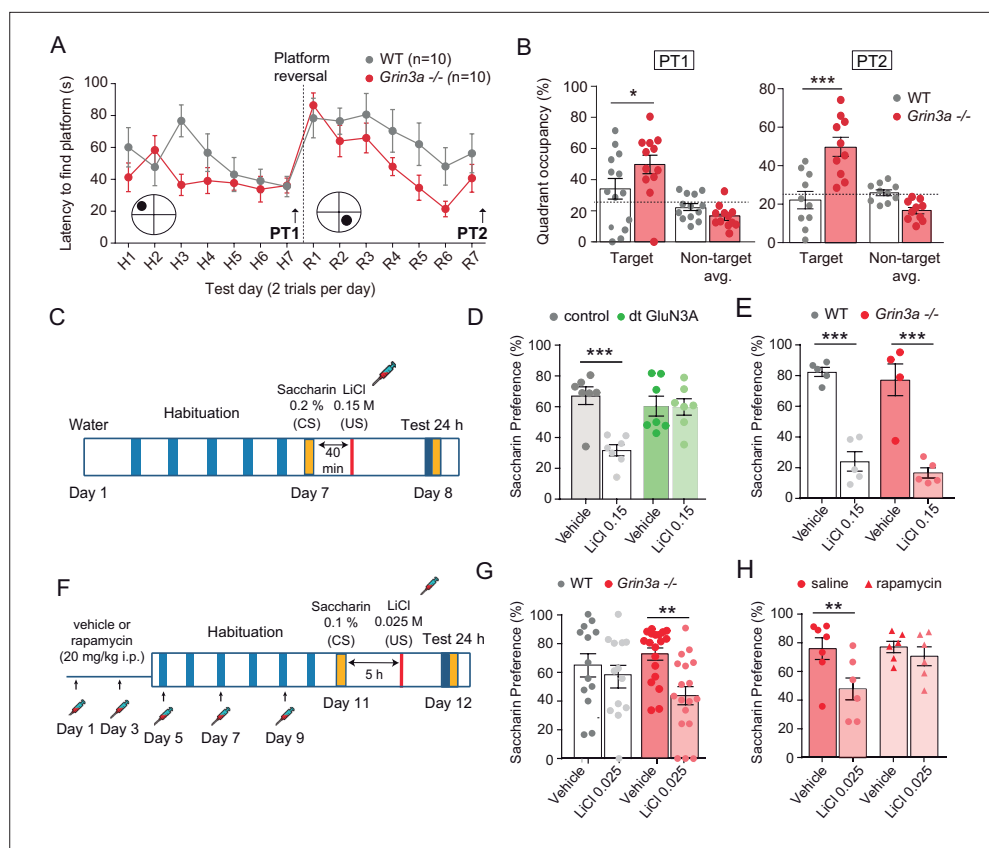 A
Platform
reversal
WT (n=10)
Grin3a -/- (n=10)
Latency to find platform (s)
100
80
60
40
20
0
H1
H2
H3
H4
H5
H6
H7
R1
R2
R3
R4
R5
R6
R7
PT1
PT2
Test day (2 trials per day)
B
PT1
PT2
* 
***
WT
Grin3a -/-
Quadrant occupancy (%)
100
75
50
25
0
80
60
40
20
0
Target
Non-target
avg.
Target
Non-target
avg.
C
Saccharin
0.2 %
(CS)
LiCl
0.15 M
(US)
Water
Habituation
Test 24 h
40
min
Day 1
Day 7
Day 8
D
control
dt GluN3A
***
Saccharin Preference (%)
100
80
60
40
20
0
Vehicle
LiCl 0.15
Vehicle
LiCl 0.15
E
WT
Grin3a -/-
***
***
Saccharin Preference (%)
100
80
60
40
20
0
Vehicle
LiCl 0.15
Vehicle
LiCl 0.15
F
vehicle or
rapamycin
(20 mg/kg i.p.)
Habituation
Saccharin
0.1 %
(CS)
LiCl
0.025 M
(US)
Test 24 h
5 h
Day 1
Day 3
Day 5
Day 7
Day 9
Day 11
Day 12
G
WT
Grin3a -/-
**
Saccharin Preference (%)
100
80
60
40
20
0
Vehicle
LiCl 0.025
Vehicle
LiCl 0.025
H
saline
rapamycin
**
Saccharin Preference (%)
100
80
60
40
20
0
Vehicle
LiCl 0.025
Vehicle
LiCl 0.025